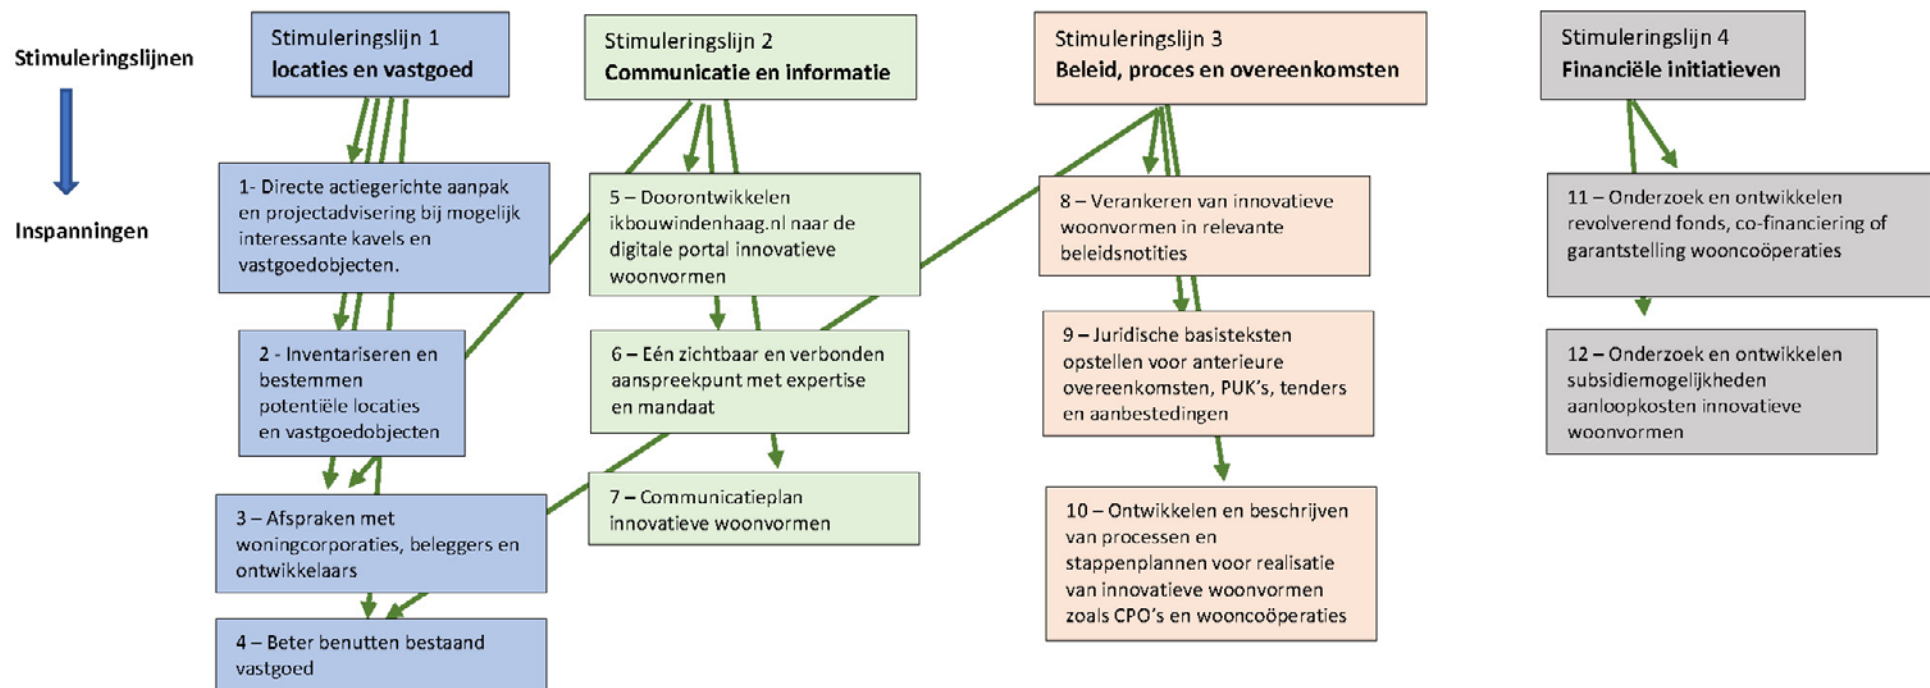 Stimuleringslijnen
Inspanningen
Stimuleringslijn 1
locaties en vastgoed
1- Directe actiegerichte aanpak
en projectadvisering bij mogelijk
interessante kavels en
vastgoedobjecten.
2 - Inventariseren en
bestemmen
potentiële locaties
en vastgoedobjecten
3 – Afspraken met
woningcorporaties, beleggers en
ontwikkelaars
4 – Beter benutten bestaand
vastgoed
Stimuleringslijn 2
Communicatie en informatie
5 – Doorontwikkelen
ikbouwindenhaag.nl naar de
digitale portal innovatieve
woonvormen
6 – Eén zichtbaar en verbonden
aanspreekpunt met expertise
en mandaat
7 – Communicatieplan
innovatieve woonvormen
Stimuleringslijn 3
Beleid, proces en overeenkomsten
8 – Verankeren van innovatieve
woonvormen in relevante
beleidsnotities
9 – Juridische basisteksten
opstellen voor anterieure
overeenkomsten, PUK's, tenders
en aanbestedingen
10 – Ontwikkelen en beschrijven
van processen en
stappenplannen voor realisatie
van innovatieve woonvormen
zoals CPO's en wooncoöperaties
Stimuleringslijn 4
Financiële initiatieven
11 – Onderzoek en ontwikkelen
revolverend fonds, co-financiering of
garantstelling wooncoöperaties
12 – Onderzoek en ontwikkelen
subsidiemogelijkheden
aanloopkosten innovatieve
woonvormen